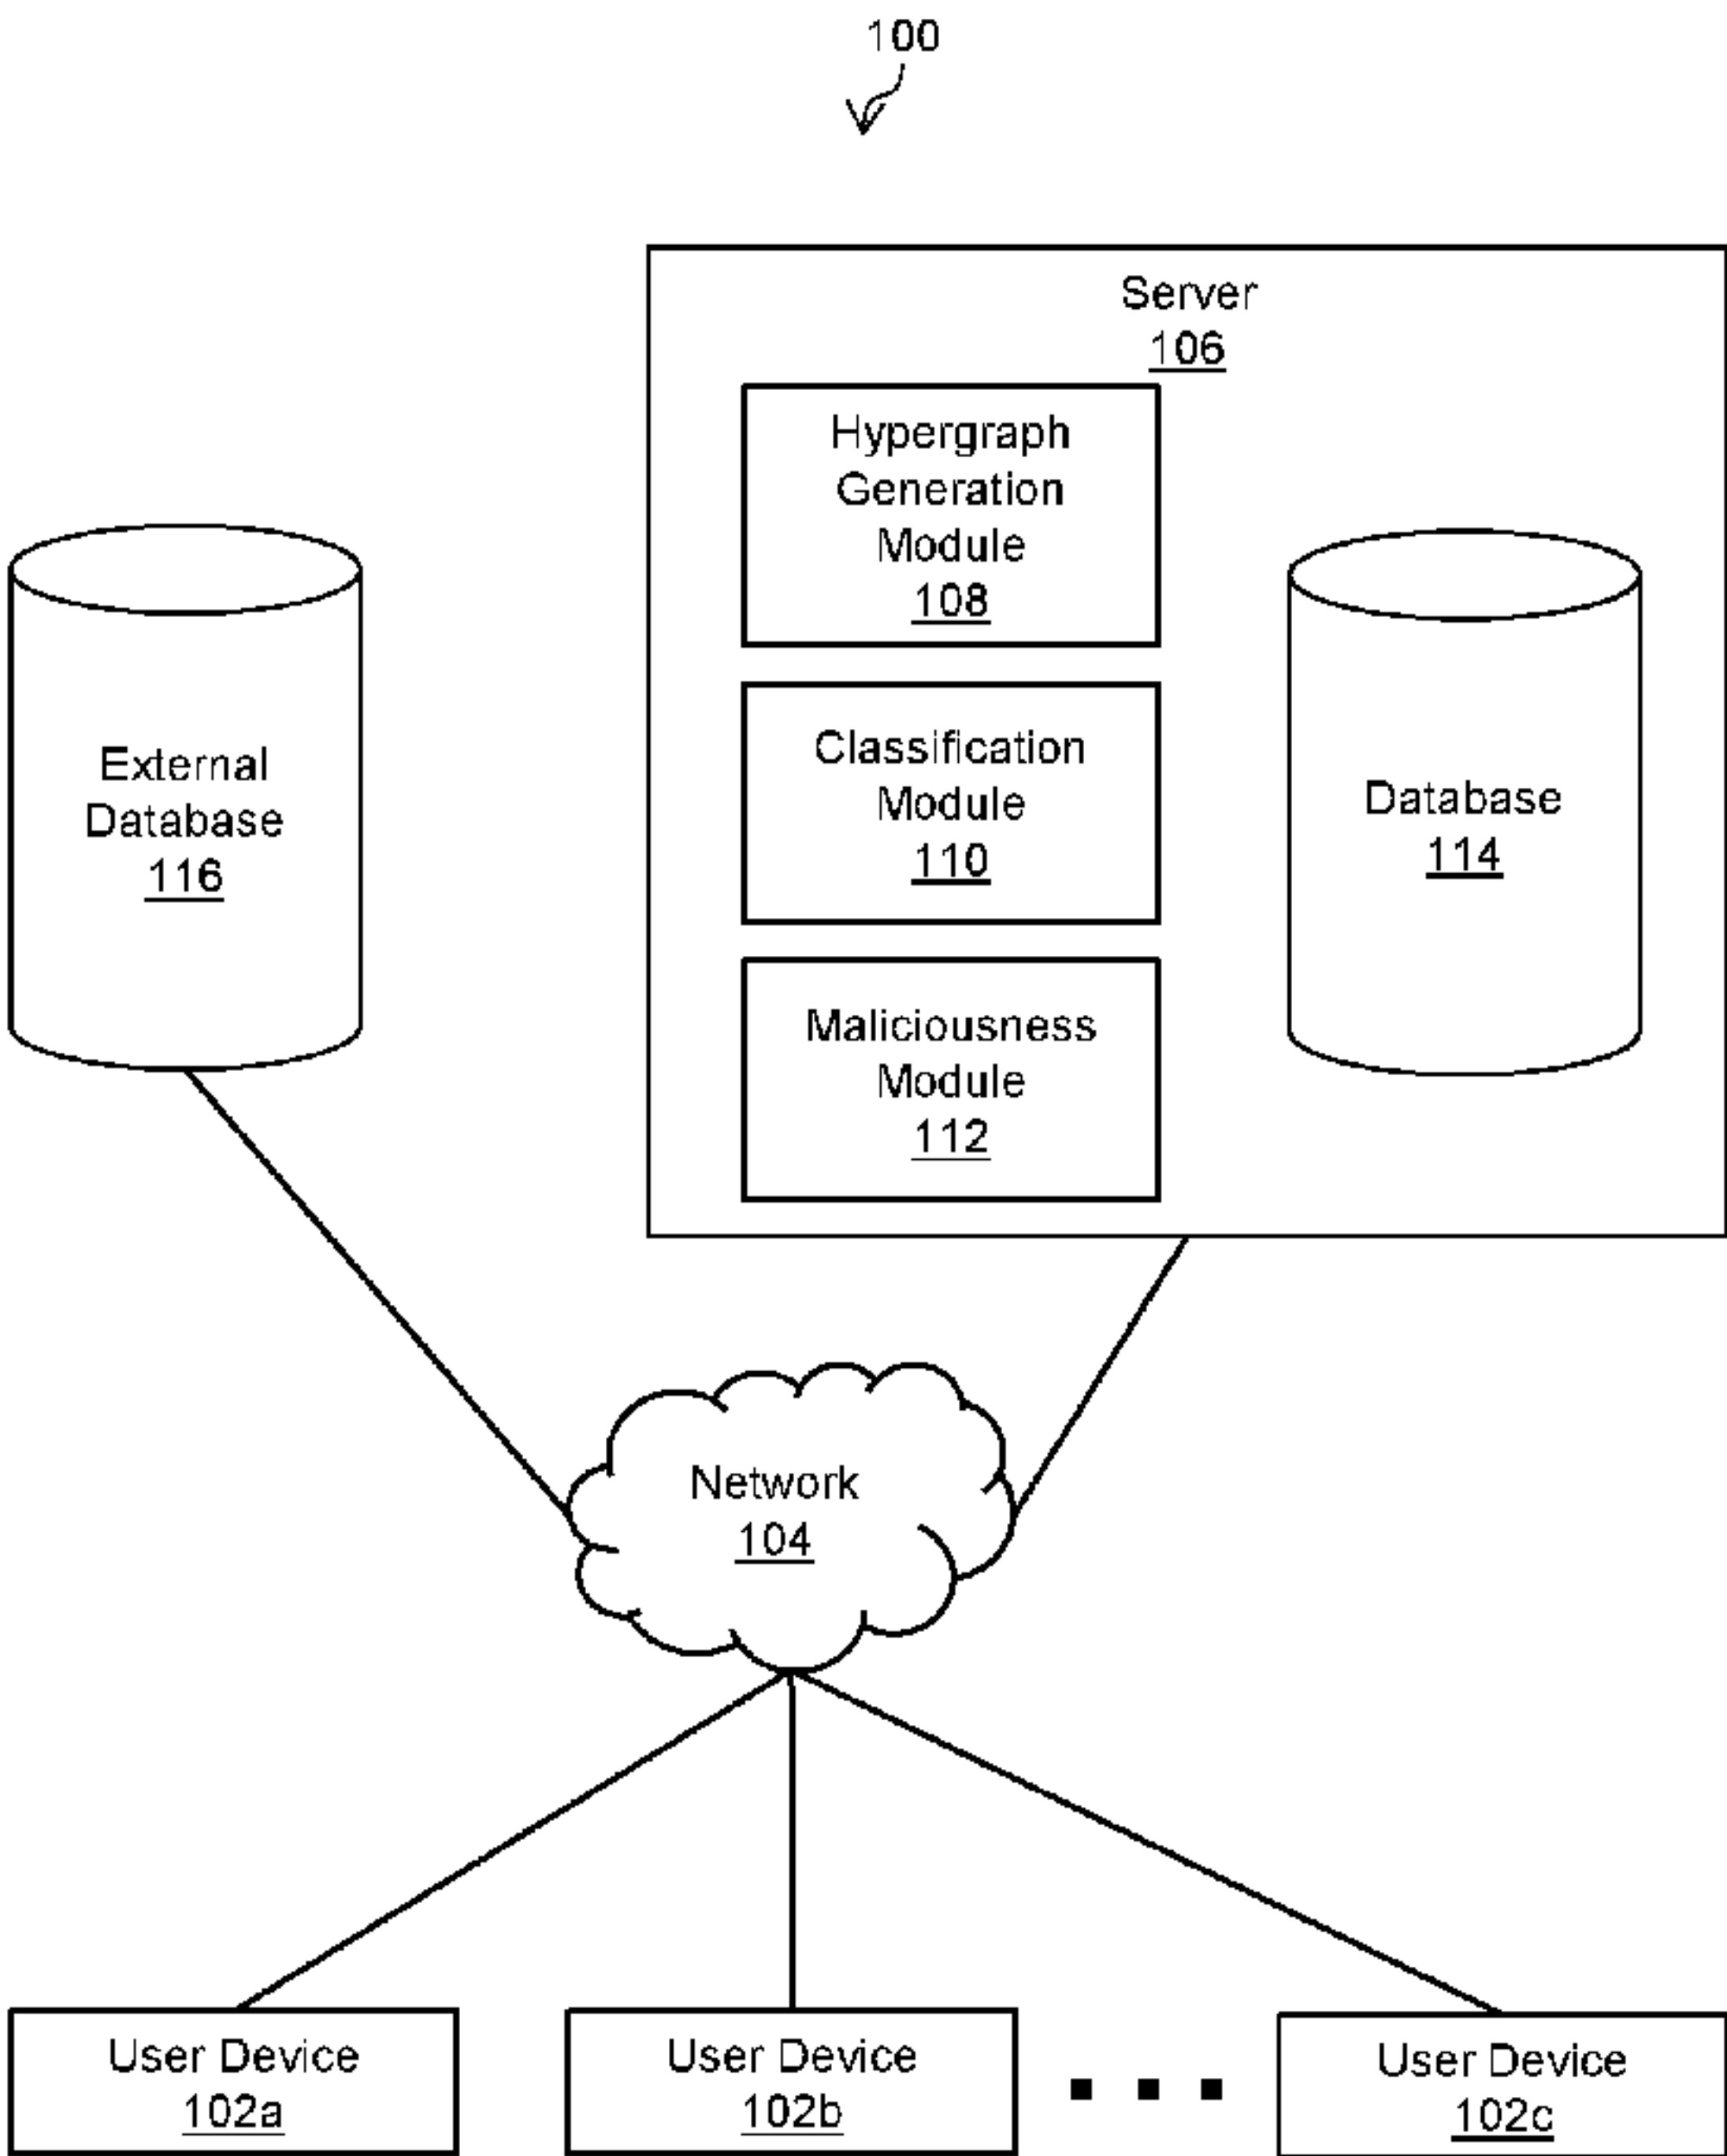 100
Server
106
Hypergraph
Generation
Module
108
Classification
Module
110
Maliciousness
Module
112
Database
114
External
Database
116
Network
104
User Device
102a
User Device
102b
User Device
102c